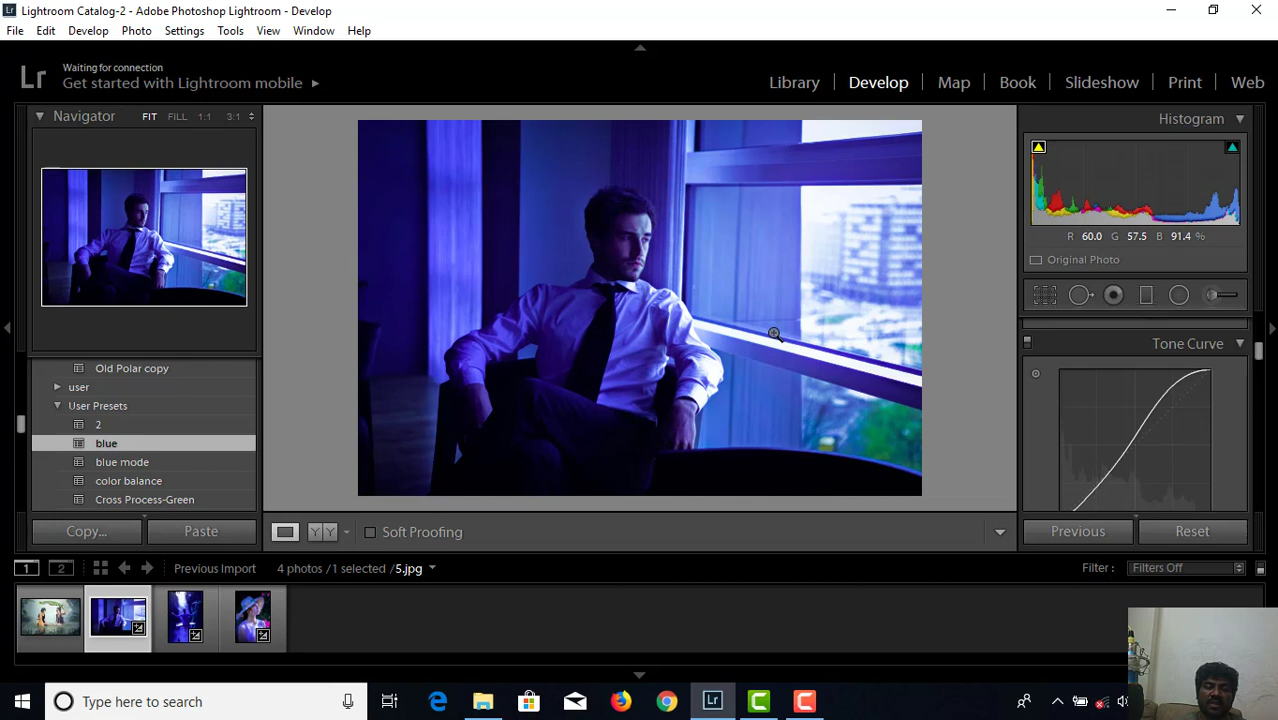 Lr Lightroom Catalog-2 - Adobe Photoshop Lightroom - Develop
File Edit Develop Photo Settings Tools View Window Help
Lr Waiting for connection
Get started with Lightroom mobile
Library Develop Map Book Slideshow Print Web
Navigator FIT FILL 1:1 3:1
Histogram
R 60.0 G 57.5 B 91.4 %
Original Photo
Tone Curve
Old Polar copy
user
User Presets
2
blue
blue mode
color balance
Cross Process-Green
Copy... Paste
YY Soft Proofing
Previous Reset
1 2 Previous Import 4 photos /1 selected /5.jpg
Filter : Filters Off
Type here to search
Lr